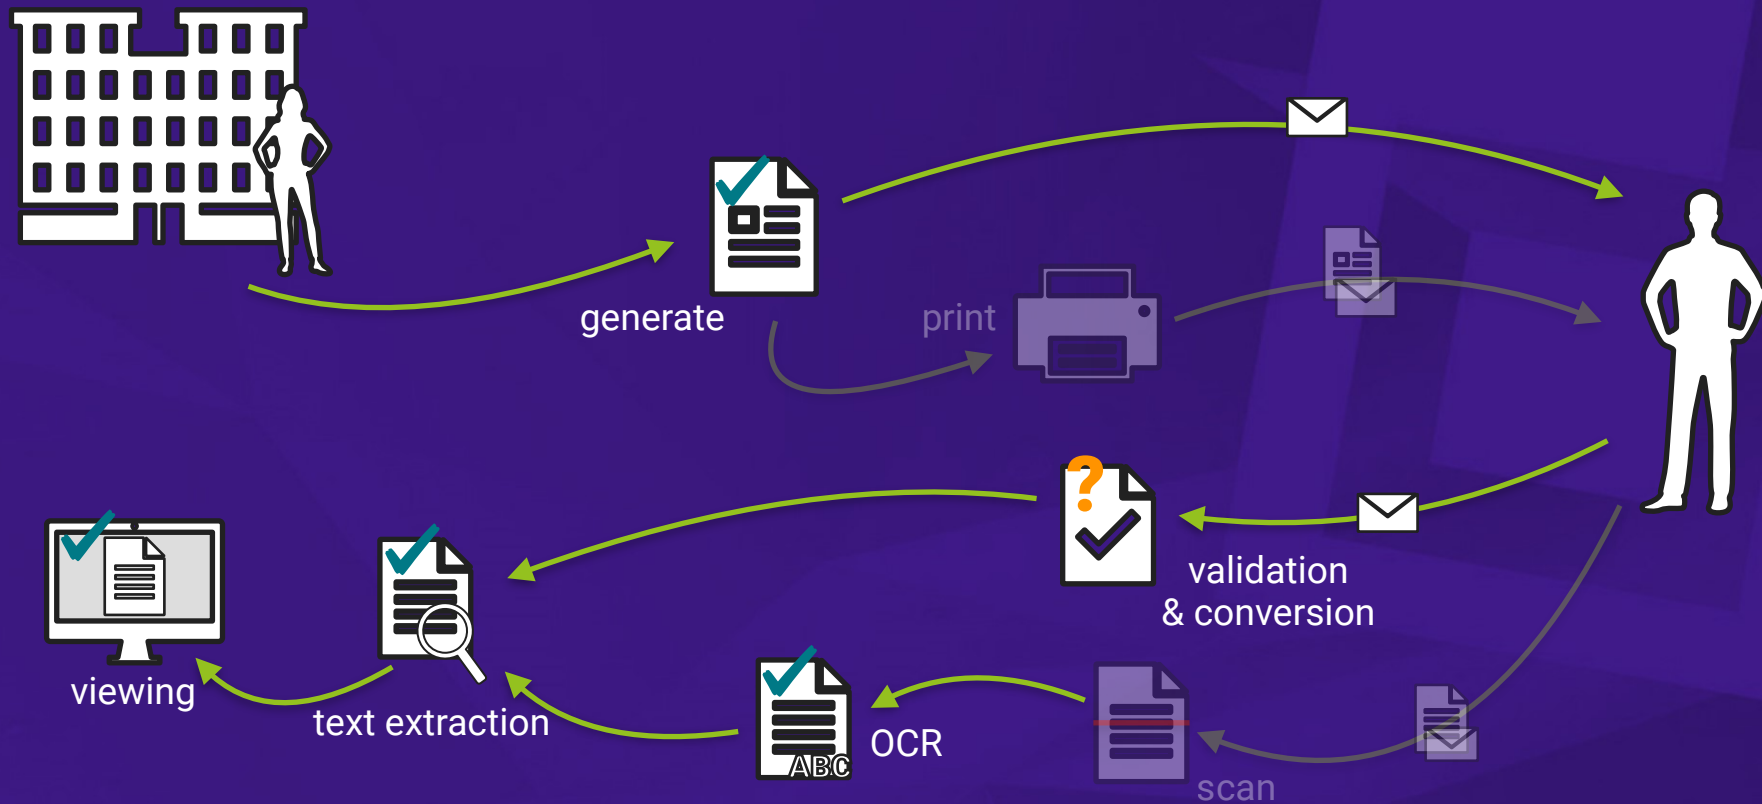 generate
print
validation
& conversion
viewing
text extraction
OCR
ABC
scan